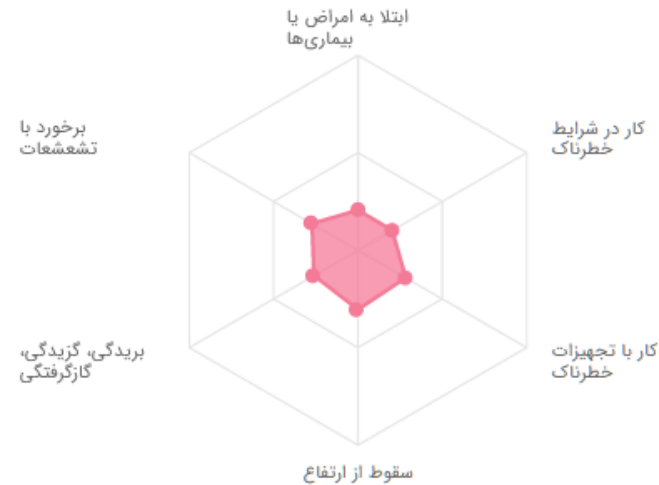 ابتلا به امراض یا
بیماری‌ها
کار در شرایط
خطرناک
برخورد با
تشعشعات
کار با تجهیزات
خطرناک
بریدگی، گزیدگی،
گازگرفتگی
سقوط از ارتفاع